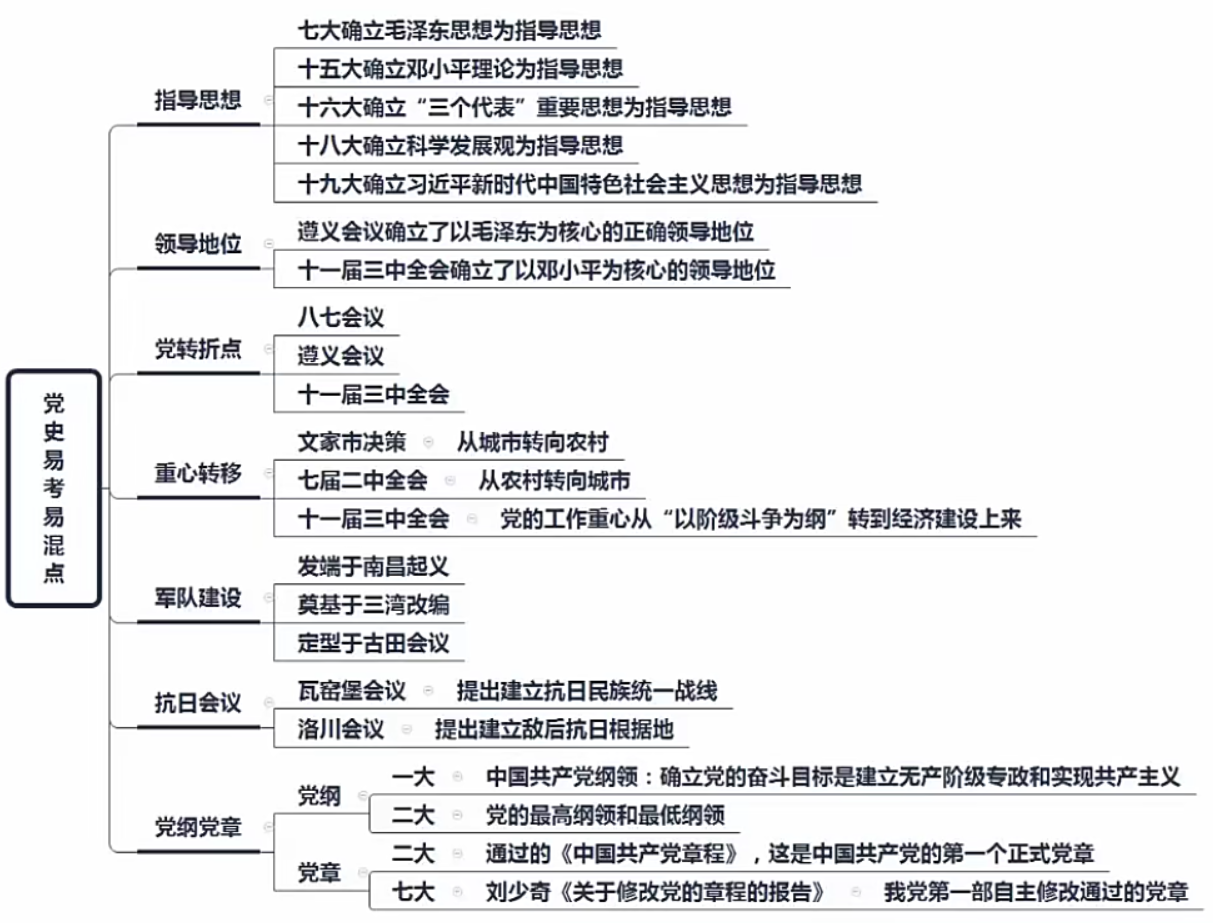 党史易考易混点
指导思想
七大确立毛泽东思想为指导思想
十五大确立邓小平理论为指导思想
十六大确立“三个代表”重要思想为指导思想
十八大确立科学发展观为指导思想
十九大确立习近平新时代中国特色社会主义思想为指导思想
领导地位
遵义会议确立了以毛泽东为核心的正确领导地位
十一届三中全会确立了以邓小平为核心的领导地位
党转折点
八七会议
遵义会议
十一届三中全会
重心转移
文家市决策 从城市转向农村
七届二中全会 从农村转向城市
十一届三中全会 党的工作重心从“以阶级斗争为纲”转到经济建设上来
军队建设
发端于南昌起义
奠基于三湾改编
定型于古田会议
抗日会议
瓦窑堡会议 提出建立抗日民族统一战线
洛川会议 提出建立敌后抗日根据地
党纲党章
党纲
一大 中国共产党纲领：确立党的奋斗目标是建立无产阶级专政和实现共产主义
二大 党的最高纲领和最低纲领
党章
二大 通过的《中国共产党章程》，这是中国共产党的第一个正式党章
七大 刘少奇《关于修改党的章程的报告》 我党第一部自主修改通过的党章